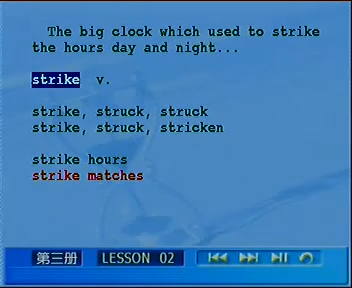 The big clock which used to strike
the hours day and night...
strike v.
strike, struck, struck
strike, struck, stricken
strike hours
strike matches
第三册 LESSON 02